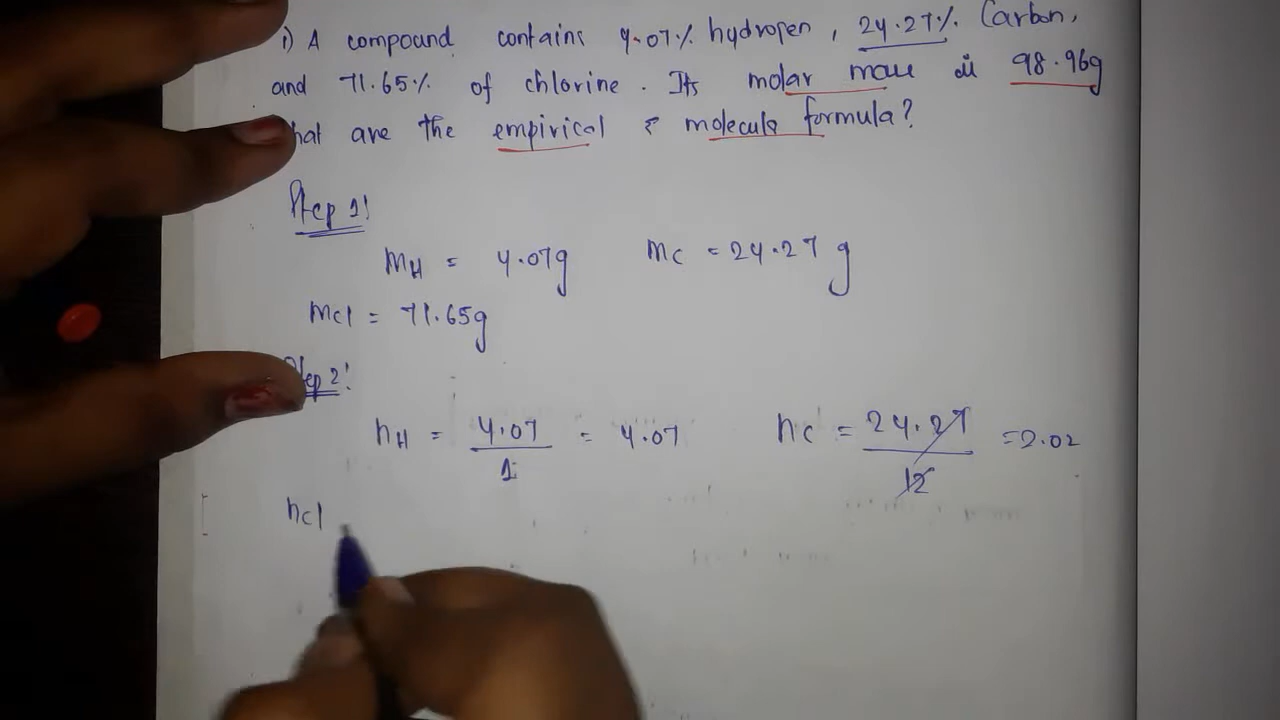 1) A compound contains 4.07% hydrogen, 24.27% Carbon,
and 71.65% of chlorine. Its molar mass is 98.96g
hat are the empirical & molecula formula?
Step 1!
mH = 4.07g mC = 24.27 g
mCl = 71.65g
Step 2!
nH = 4.07/1 = 4.07 nC = 24.27/12 = 2.02
nCl